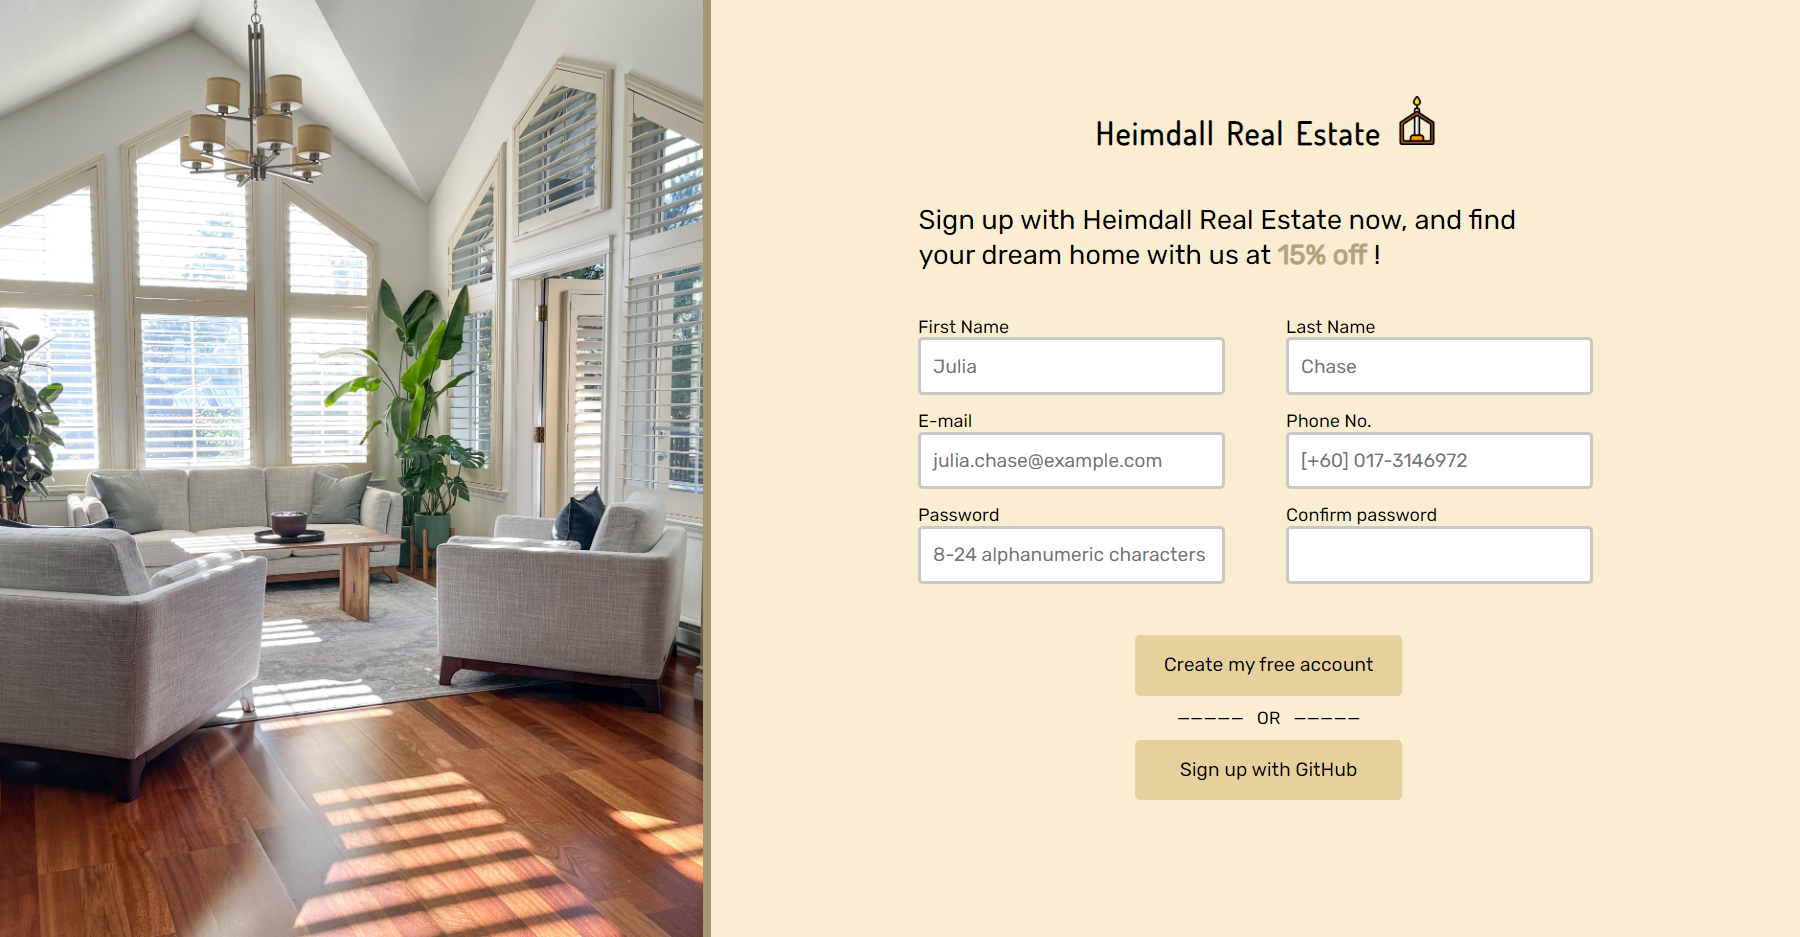 Heimdall Real Estate
Sign up with Heimdall Real Estate now, and find
your dream home with us at 15% off !
First Name
Last Name
Julia
Chase
E-mail
Phone No.
julia.chase@example.com
[+60] 017-3146972
Password
Confirm password
8-24 alphanumeric characters
Create my free account
————— OR —————
Sign up with GitHub